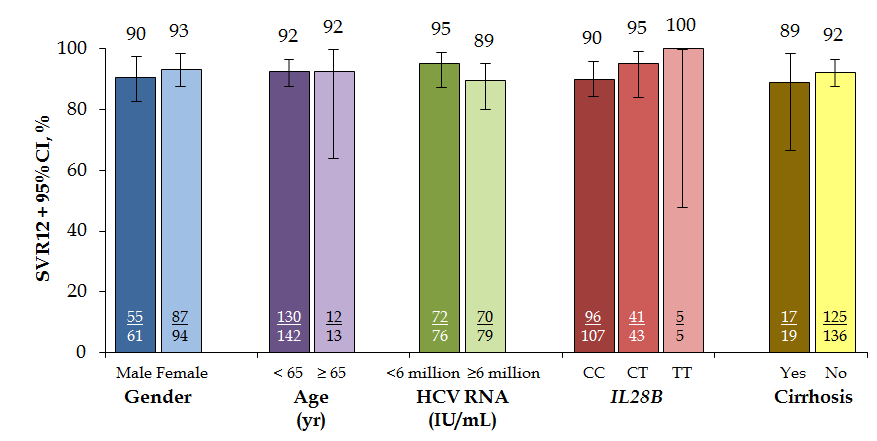 90 93 92 92 95 89 90 95 100 89 92
SVR12 + 95% CI, %
100
80
60
40
20
0
55 87 130 12 72 70 96 41 5 17 125
61 94 142 13 76 79 107 43 5 19 136
Male Female < 65 ≥ 65 <6 million ≥6 million CC CT TT Yes No
Gender Age HCV RNA IL28B Cirrhosis
(yr) (IU/mL)